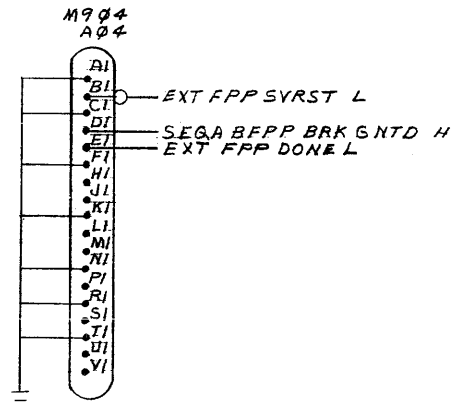 M9Ø4
AØ4
A1
B1
EXT FPP SVRST L
C1
D1
SEQA BFPP BRK GNTD H
E1
EXT FPP DONE L
F1
H1
J1
K1
L1
M1
N1
P1
R1
S1
T1
U1
V1